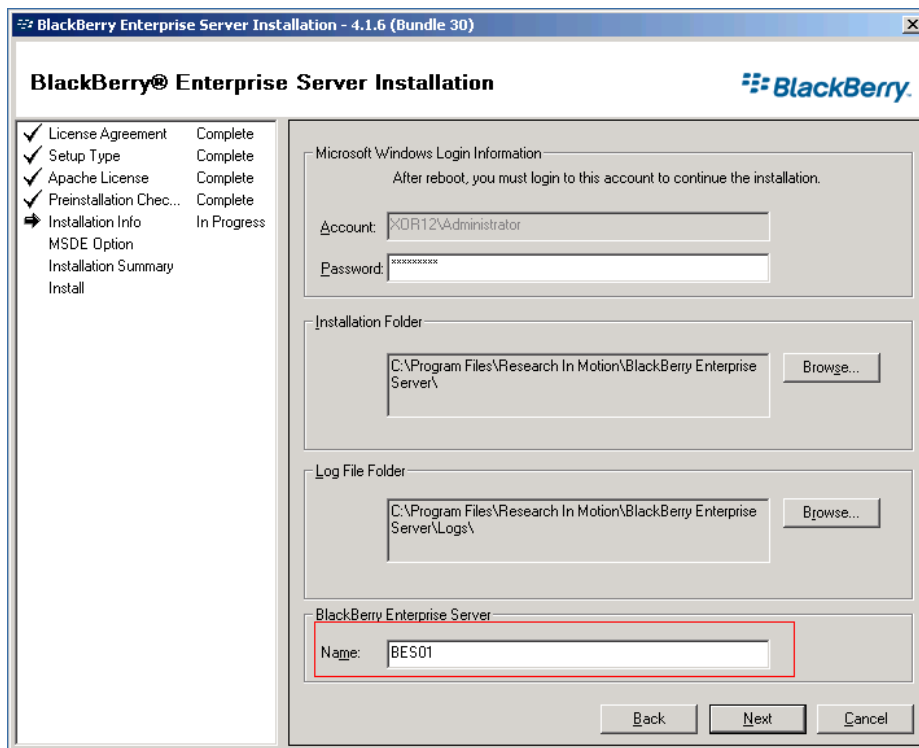 BlackBerry Enterprise Server Installation - 4.1.6 (Bundle 30)
BlackBerry® Enterprise Server Installation
BlackBerry.
License Agreement Complete
Setup Type Complete
Apache License Complete
Preinstallation Chec... Complete
Installation Info In Progress
MSDE Option
Installation Summary
Install
Microsoft Windows Login Information
After reboot, you must login to this account to continue the installation.
Account: XOR12\Administrator
Password: *********
Installation Folder
C:\Program Files\Research In Motion\BlackBerry Enterprise
Server\
Browse...
Log File Folder
C:\Program Files\Research In Motion\BlackBerry Enterprise
Server\Logs\
Browse...
BlackBerry Enterprise Server
Name: BES01
Back Next Cancel